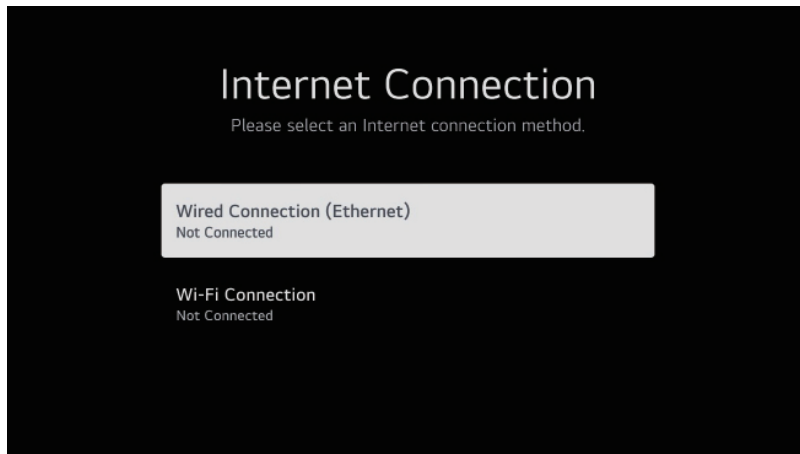 Internet Connection
Please select an Internet connection method.
Wired Connection (Ethernet)
Not Connected
Wi-Fi Connection
Not Connected